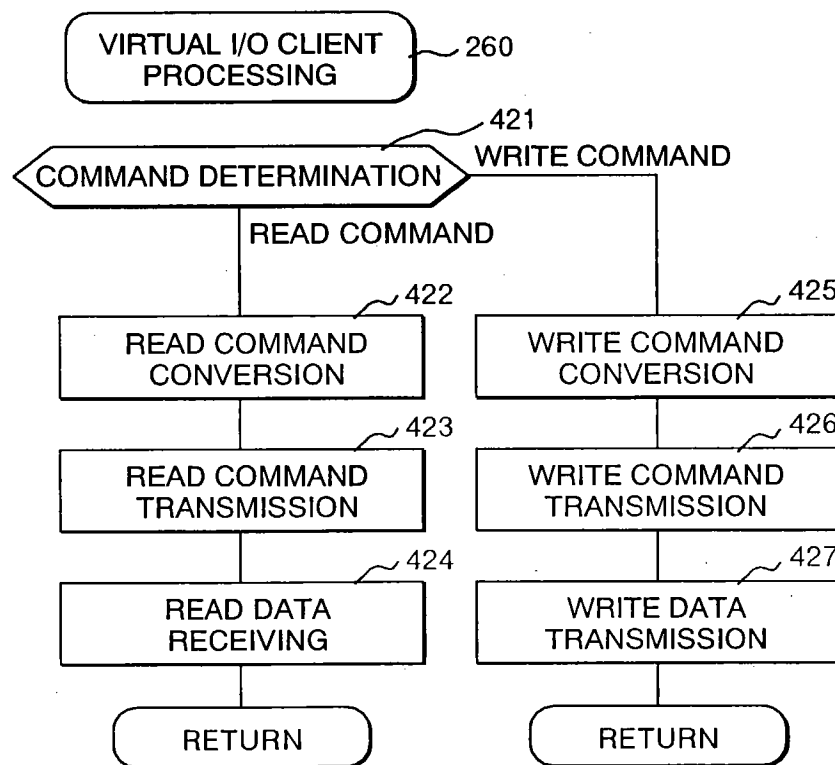 VIRTUAL I/O CLIENT
PROCESSING
260
421
COMMAND DETERMINATION
WRITE COMMAND
READ COMMAND
422
READ COMMAND
CONVERSION
423
READ COMMAND
TRANSMISSION
424
READ DATA
RECEIVING
RETURN
425
WRITE COMMAND
CONVERSION
426
WRITE COMMAND
TRANSMISSION
427
WRITE DATA
TRANSMISSION
RETURN